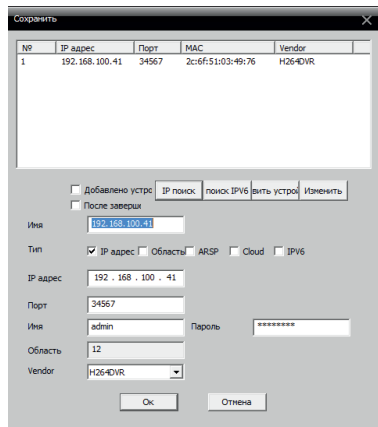 Сохранить
№ IP адрес Порт MAC Vendor
1 192.168.100.41 34567 2c:6f:51:03:49:76 H264DVR
Добавлено устрс IP поиск поиск IPV6 вить устрой Изменить
После заверши
Имя 192.168.100.41
Тип IP адрес Область ARSP Cloud IPV6
IP адрес 192 . 168 . 100 . 41
Порт 34567
Имя admin Пароль ********
Область 12
Vendor H264DVR
Ок Отмена